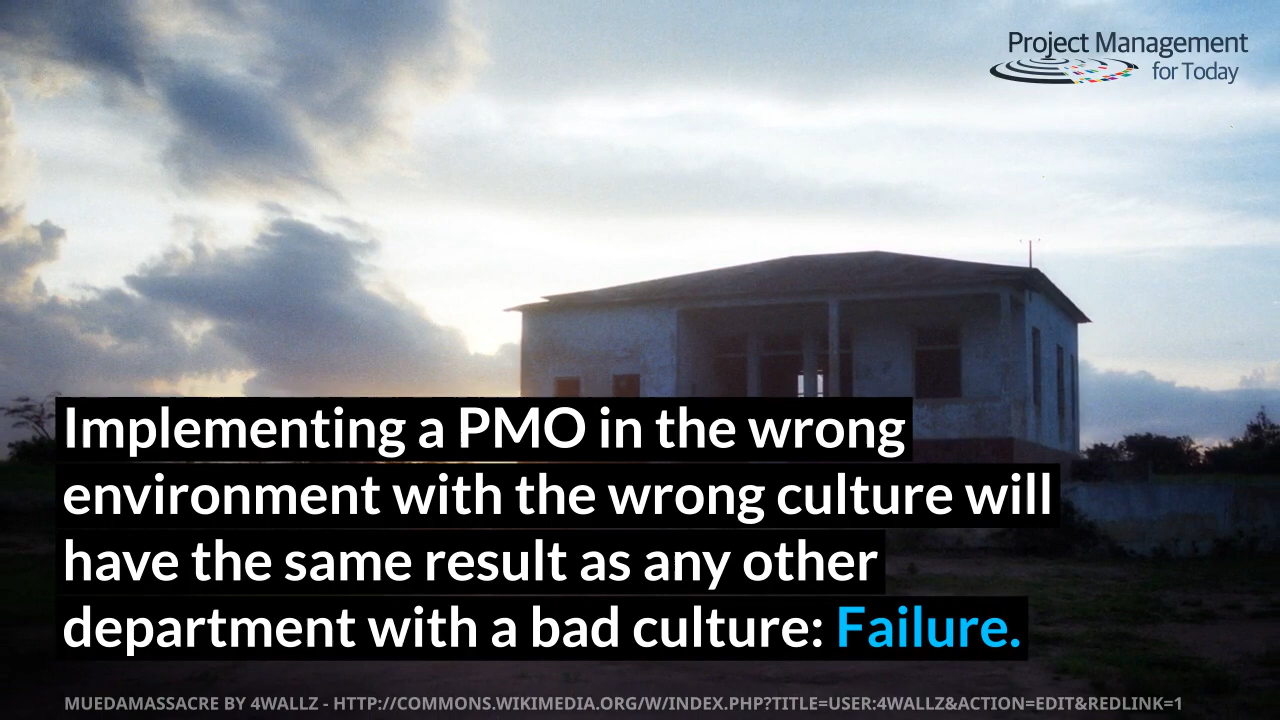 Project Management
for Today
Implementing a PMO in the wrong
environment with the wrong culture will
have the same result as any other
department with a bad culture: Failure.
MUEDAMASSACRE BY 4WALLZ - HTTP://COMMONS.WIKIMEDIA.ORG/W/INDEX.PHP?TITLE=USER:4WALLZ&ACTION=EDIT&REDLINK=1